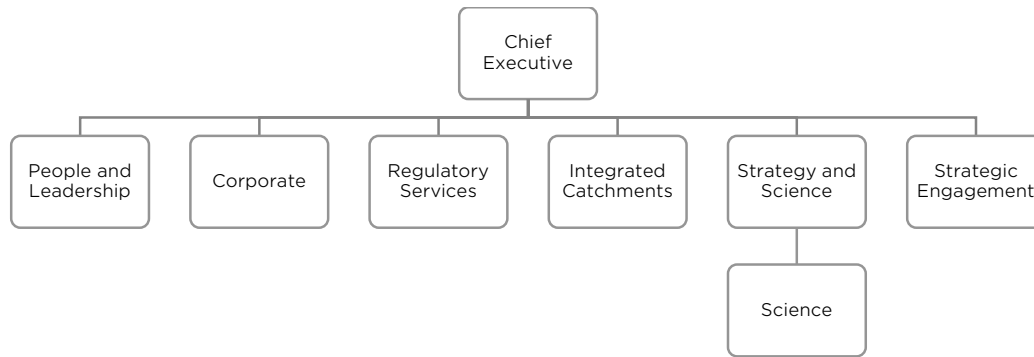 Chief
Executive
People and
Leadership
Corporate
Regulatory
Services
Integrated
Catchments
Strategy and
Science
Strategic
Engagement
Science